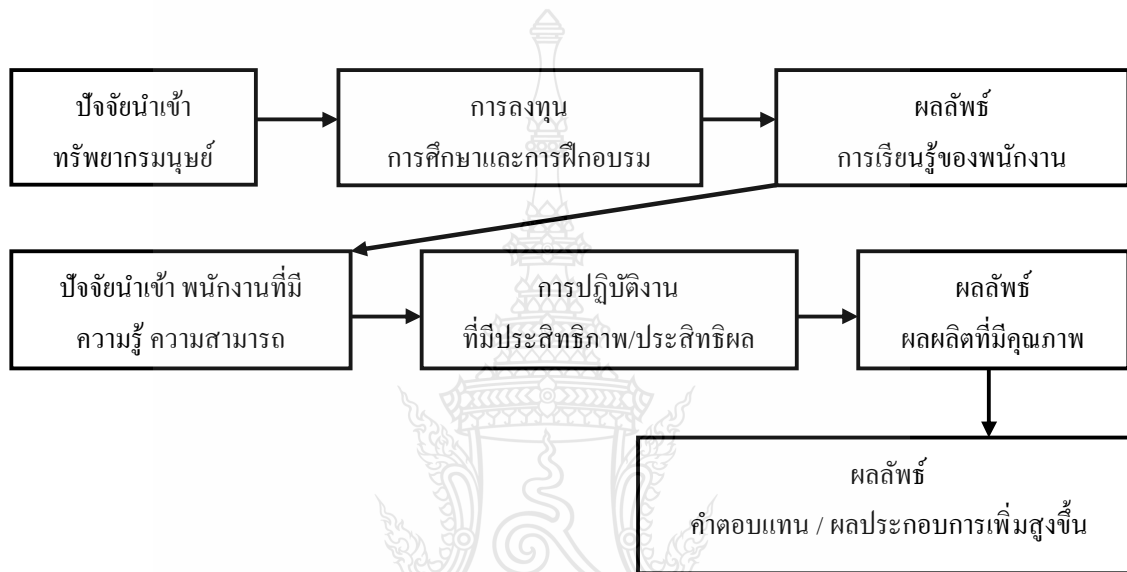 ปัจจัยนำเข้า
ทรัพยากรมนุษย์
การลงทุน
การศึกษาและการฝึกอบรม
ผลลัพธ์
การเรียนรู้ของพนักงาน
ปัจจัยนำเข้า พนักงานที่มี
ความรู้ ความสามารถ
การปฏิบัติงาน
ที่มีประสิทธิภาพ/ประสิทธิผล
ผลลัพธ์
ผลผลิตที่มีคุณภาพ
ผลลัพธ์
ค่าตอบแทน / ผลประกอบการเพิ่มสูงขึ้น